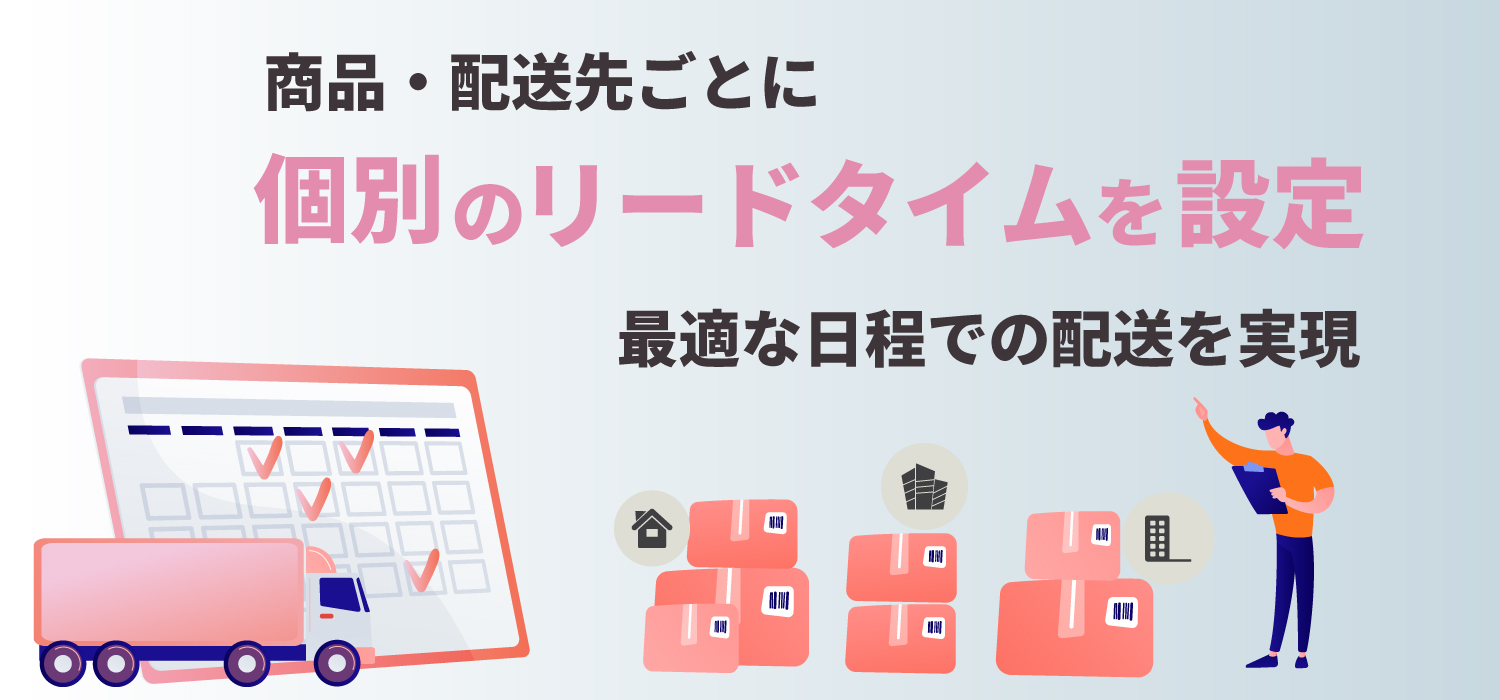 商品・配送先ごとに
個別のリードタイムを設定
最適な日程での配送を実現